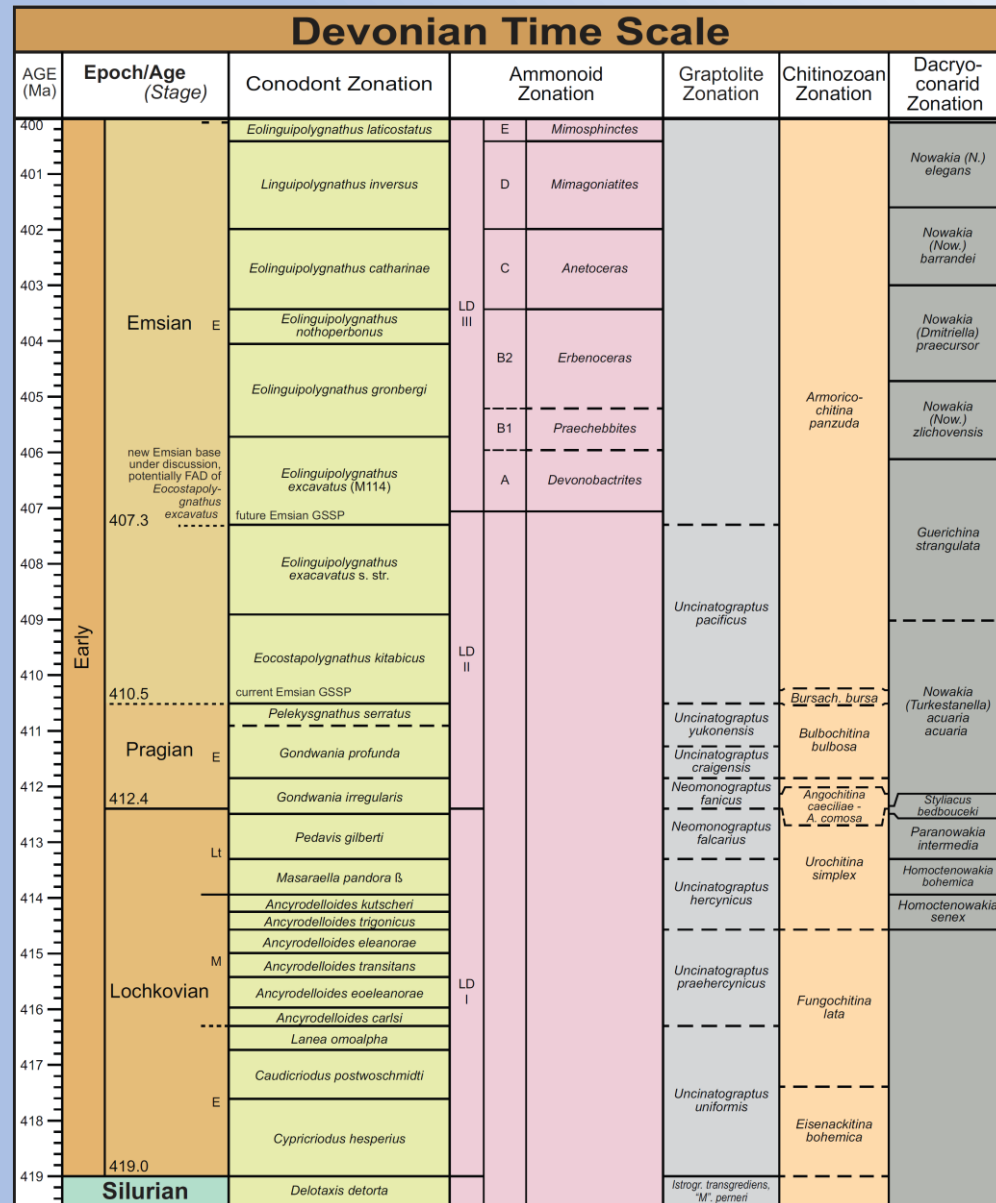 Devonian Time Scale
AGE
(Ma)
Epoch/Age
(Stage)
Conodont Zonation
Ammonoid
Zonation
Graptolite
Zonation
Chitinozoan
Zonation
Dacryo-
conarid
Zonation
400
401
402
403
404
405
406
407
408
409
410
411
412
413
414
415
416
417
418
419
Early
Emsian
E
new Emsian base
under discussion,
potentially FAD of
Eocostapoly-
gnathus
excavatus
407.3
410.5
Pragian
E
412.4
Lt
M
Lochkovian
E
419.0
Silurian
Eolinguipolygnathus laticostatus
Linguipolygnathus inversus
Eolinguipolygnathus catharinae
Eolinguipolygnathus
nothoperbonus
Eolinguipolygnathus gronbergi
Eolinguipolygnathus
excavatus (M114)
future Emsian GSSP
Eolinguipolygnathus
exacavatus s. str.
Eocostapolygnathus kitabicus
current Emsian GSSP
Pelekysgnathus serratus
Gondwania profunda
Gondwania irregularis
Pedavis gilberti
Masaraella pandora ß
Ancyrodelloides kutscheri
Ancyrodelloides trigonicus
Ancyrodelloides eleanorae
Ancyrodelloides transitans
Ancyrodelloides eoeleanorae
Ancyrodelloides carlsi
Lanea omoalpha
Caudicriodus postwoschmidti
Cypricriodus hesperius
Delotaxis detorta
LD
III
LD
II
LD
I
E
D
C
B2
B1
A
Mimosphinctes
Mimagoniatites
Anetoceras
Erbenoceras
Praechebbites
Devonobactrites
Uncinatograptus
pacificus
Uncinatograptus
yukonensis
Uncinatograptus
craigensis
Neomonograptus
fanicus
Neomonograptus
falcarius
Uncinatograptus
hercynicus
Uncinatograptus
praehercynicus
Uncinatograptus
uniformis
Istrogr. transgrediens,
"M". perneri
Armorico-
chitina
panzuda
Bursach. bursa
Bulbochitina
bulbosa
Angochitina
caeciliae -
A. comosa
Urochitina
simplex
Fungochitina
lata
Eisenackitina
bohemica
Nowakia (N.)
elegans
Nowakia
(Now.)
barrandei
Nowakia
(Dmitriella)
praecursor
Nowakia
(Now.)
zlichovensis
Guerichina
strangulata
Nowakia
(Turkestanella)
acuaria
acuaria
Styliacus
bedbouceki
Paranowakia
intermedia
Homoctenowakia
bohemica
Homoctenowakia
senex